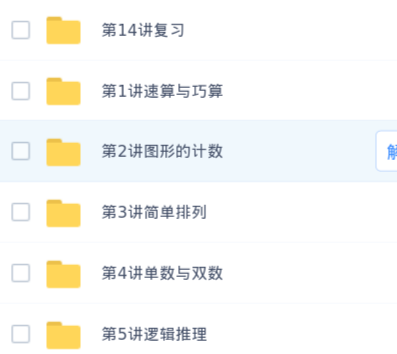 第14讲复习
第1讲速算与巧算
第2讲图形的计数
第3讲简单排列
第4讲单数与双数
第5讲逻辑推理